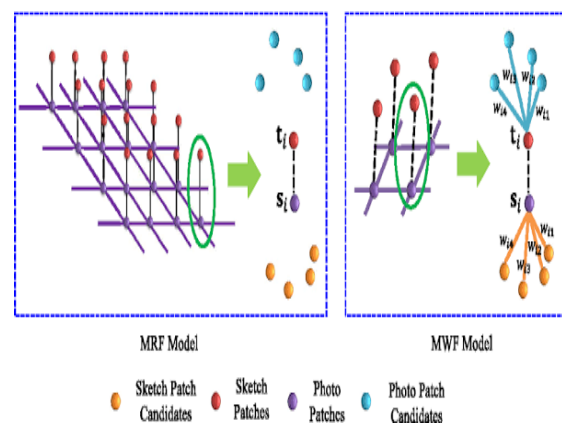 t_i
s_i
w_i4
w_i3
w_i2
w_i1
t_i
s_i
w_i4
w_i3
w_i2
w_i1
MRF Model
MWF Model
Sketch Patch
Candidates
Sketch
Patches
Photo
Patches
Photo Patch
Candidates